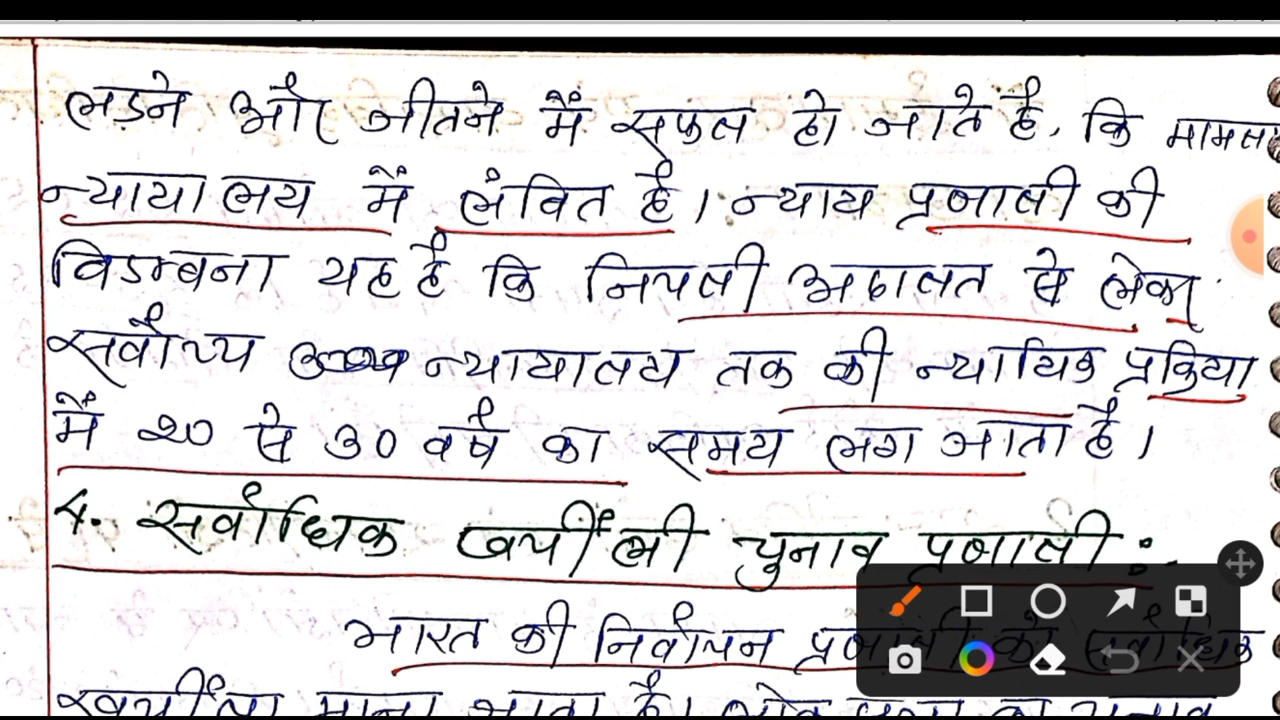 लड़ने और जीतने में सफल हो जाते है, कि मामला
न्यायालय में लंबित है। न्याय प्रणाली की
विडम्बना यह है कि निचली अदालत से लेकर
सर्वोच्च न्यायालय तक की न्यायिक प्रक्रिया
में 20 से 30 वर्ष का समय लग जाता है।
4. सर्वाधिक खर्चीली चुनाव प्रणाली :-
भारत की निर्वाचन प्रणाली को सर्वाधिक
खर्चीला माना जाता है।